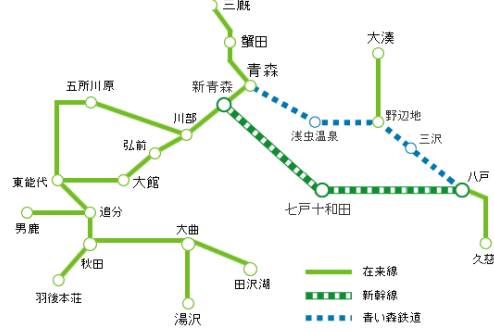 三厩
蟹田
大湊
青森
新青森
五所川原
川部
野辺地
浅虫温泉
弘前
三沢
東能代
大館
八戸
七戸十和田
追分
男鹿
大曲
久慈
秋田
田沢湖
羽後本荘
湯沢
在来線
新幹線
青い森鉄道